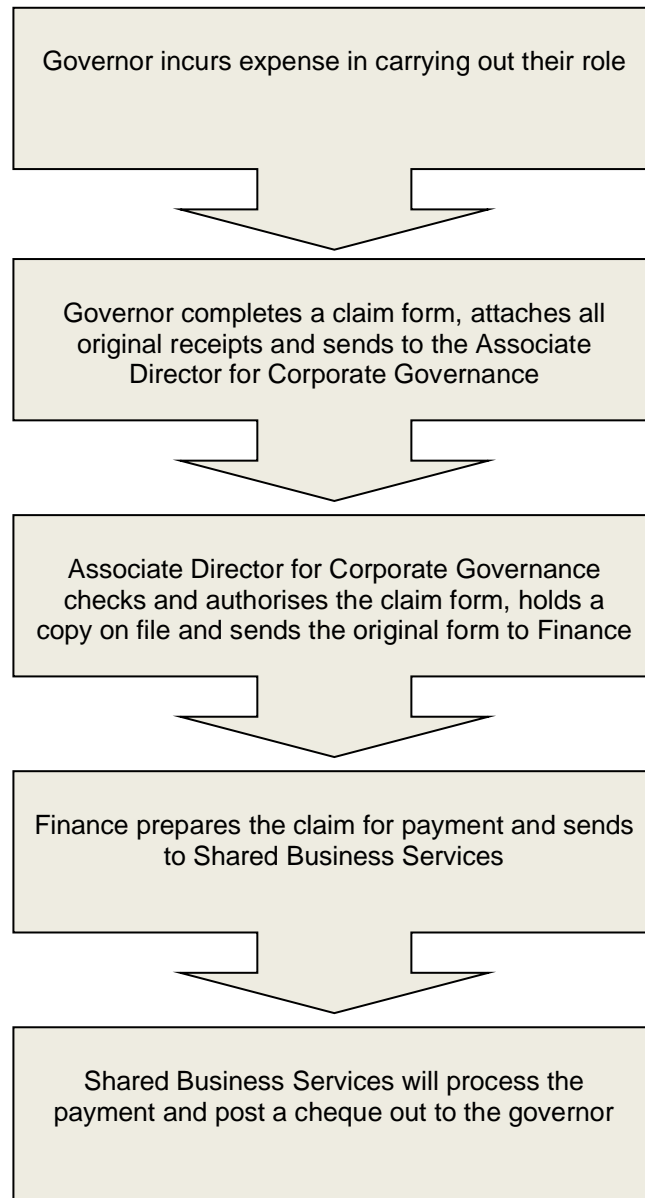 Governor incurs expense in carrying out their role
Governor completes a claim form, attaches all
original receipts and sends to the Associate
Director for Corporate Governance
Associate Director for Corporate Governance
checks and authorises the claim form, holds a
copy on file and sends the original form to Finance
Finance prepares the claim for payment and sends
to Shared Business Services
Shared Business Services will process the
payment and post a cheque out to the governor